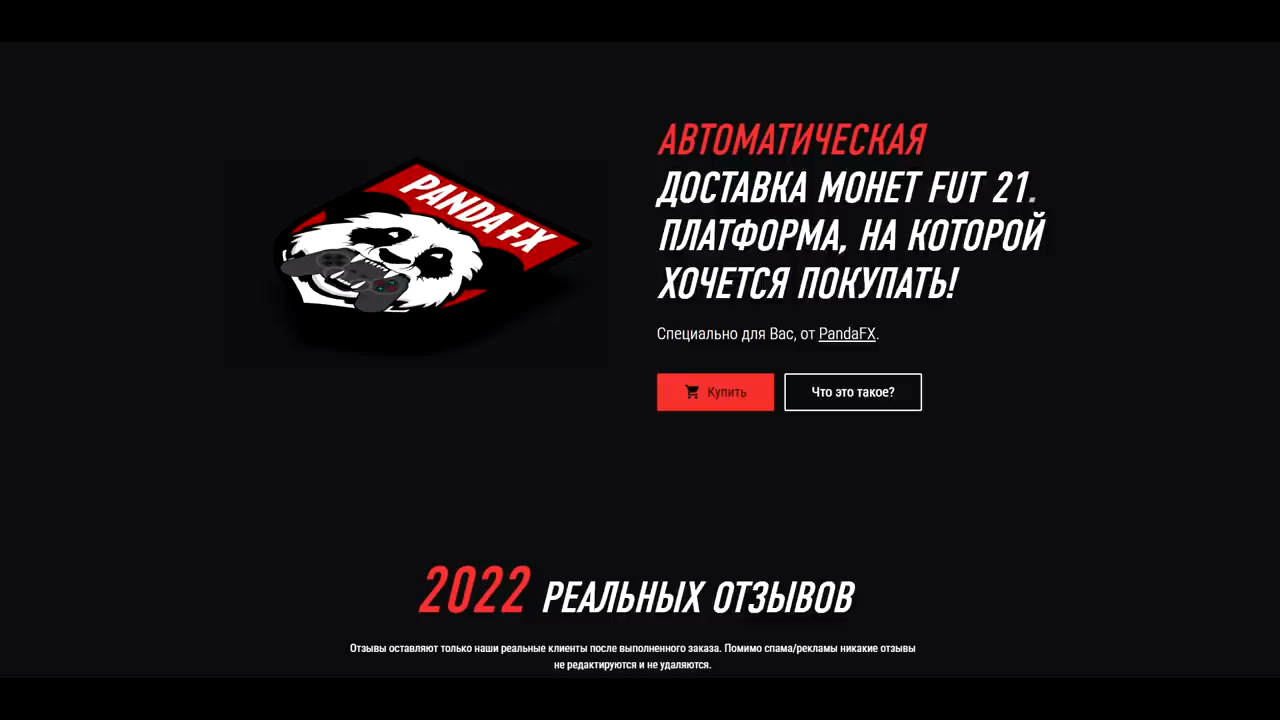 PANDA FX
АВТОМАТИЧЕСКАЯ
ДОСТАВКА МОНЕТ FUT 21.
ПЛАТФОРМА, НА КОТОРОЙ
ХОЧЕТСЯ ПОКУПАТЬ!
Специально для Вас, от PandaFX.
Купить
Что это такое?
2022 РЕАЛЬНЫХ ОТЗЫВОВ
Отзывы оставляют только наши реальные клиенты после выполненного заказа. Помимо спама/рекламы никакие отзывы
не редактируются и не удаляются.